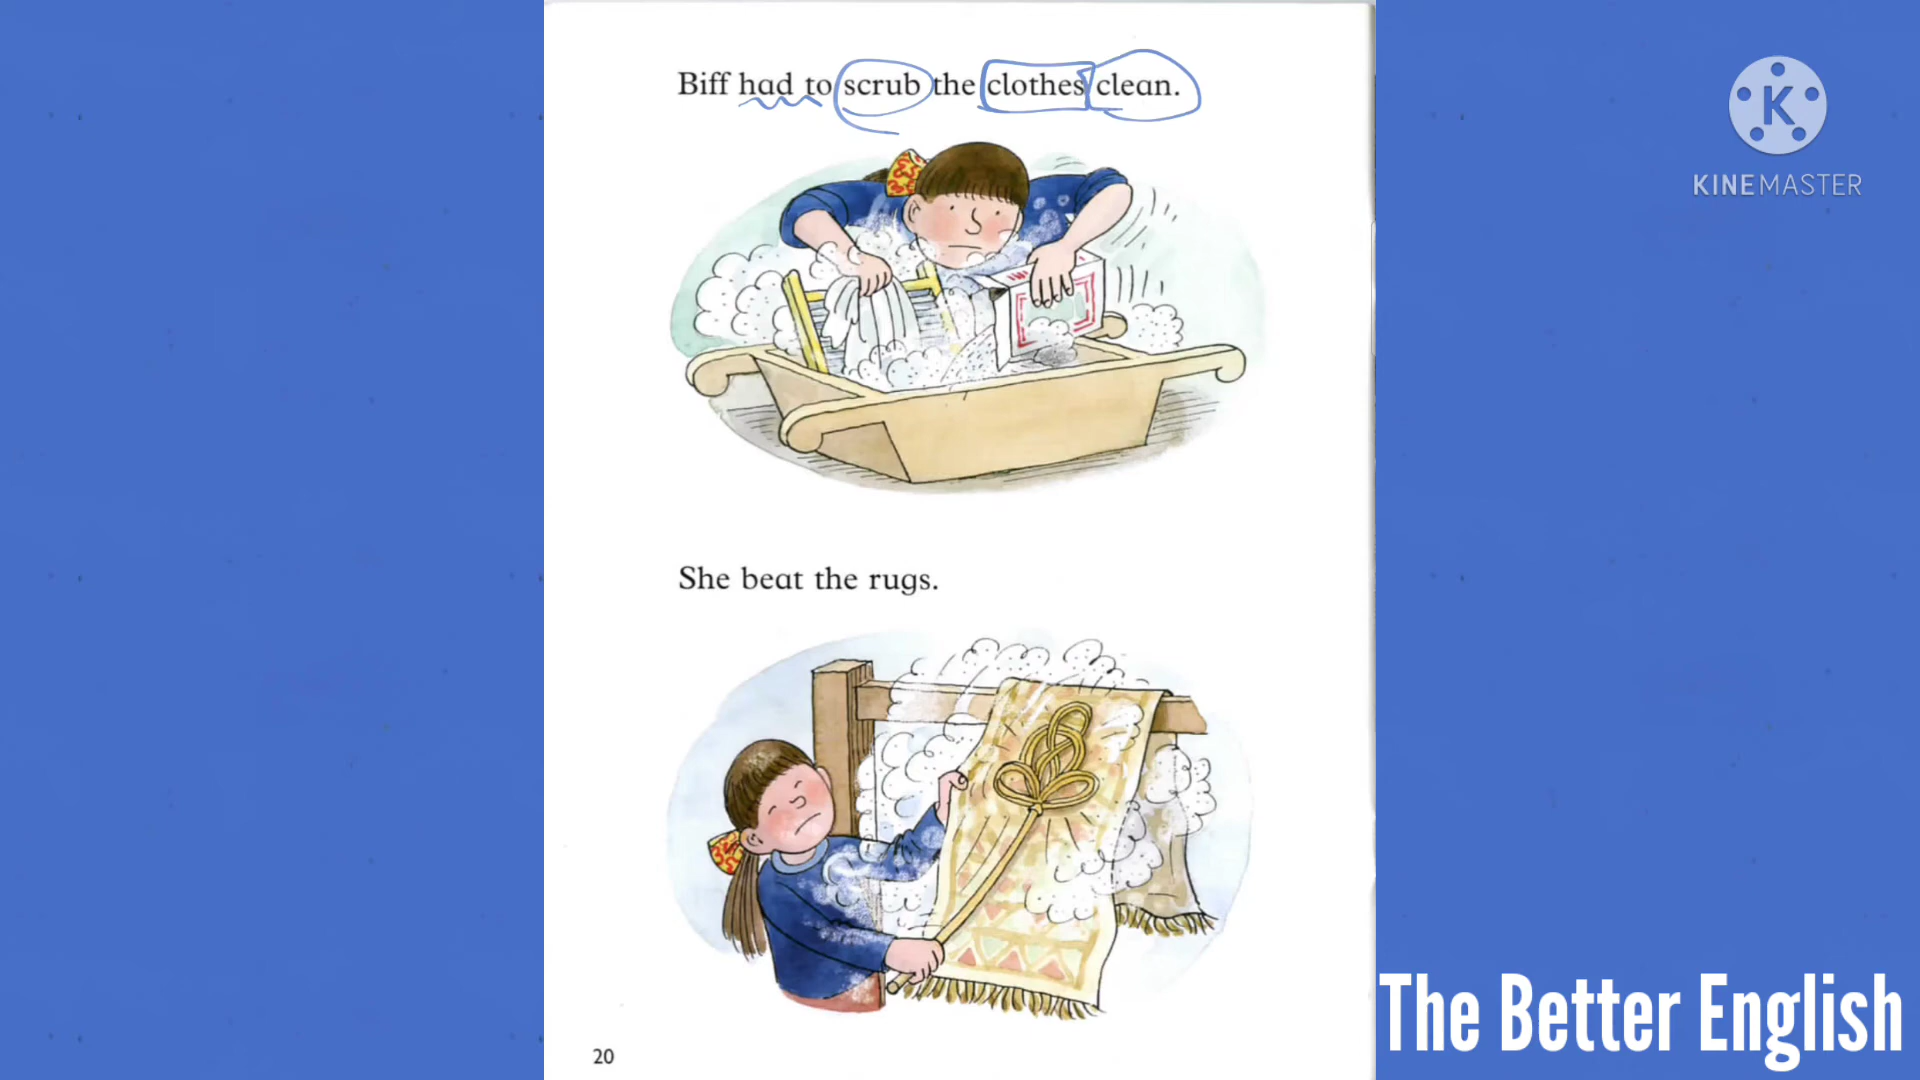 Biff had to scrub the clothes clean.
K
KINEMASTER
She beat the rugs.
20
The Better English